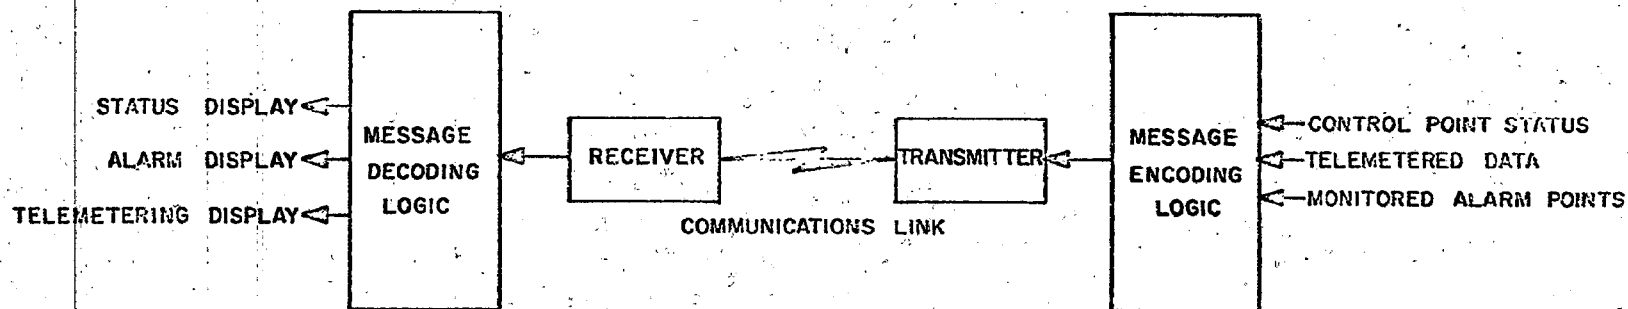 STATUS DISPLAY
ALARM DISPLAY
TELEMETERING DISPLAY
MESSAGE
DECODING
LOGIC
RECEIVER
COMMUNICATIONS LINK
TRANSMITTER
MESSAGE
ENCODING
LOGIC
CONTROL POINT STATUS
TELEMETERED DATA
MONITORED ALARM POINTS